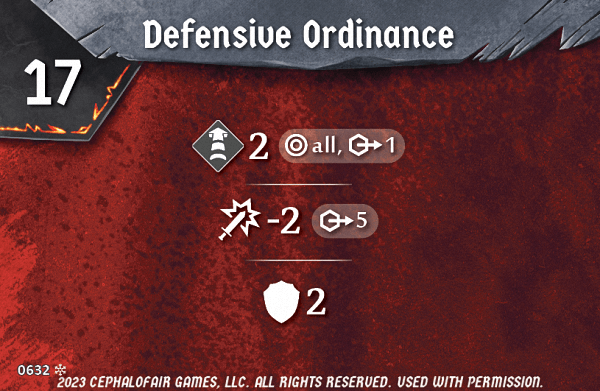 Defensive Ordinance
17
2 all, 1
-2 5
2
0632
2023 CEPHALOFAIR GAMES, LLC. ALL RIGHTS RESERVED. USED WITH PERMISSION.